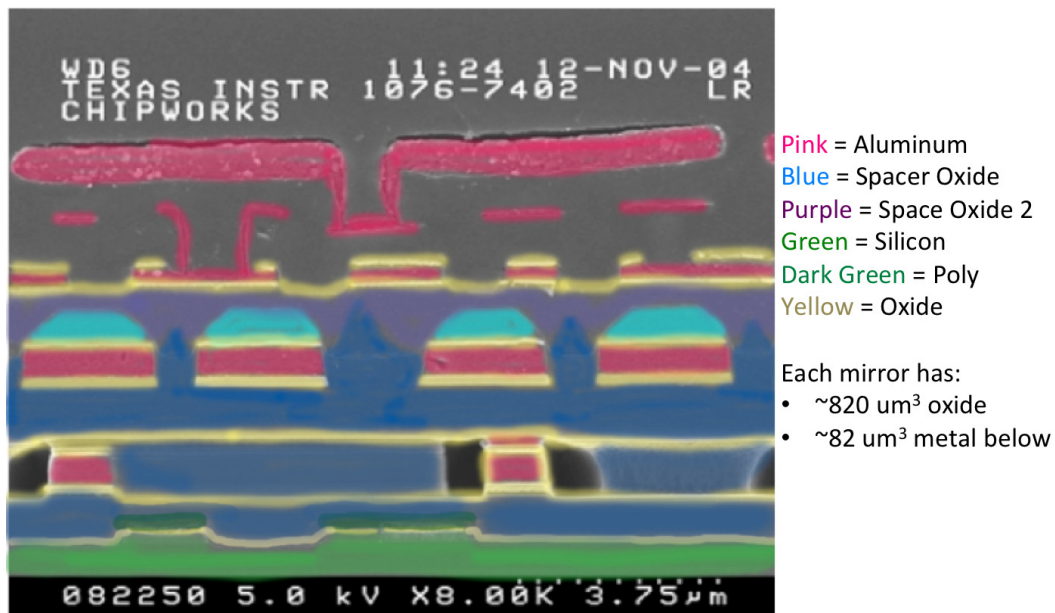 WD6 11:24 12-NOV-04
TEXAS INSTR 1076-7402 LR
CHIPWORKS
Pink = Aluminum
Blue = Spacer Oxide
Purple = Space Oxide 2
Green = Silicon
Dark Green = Poly
Yellow = Oxide
Each mirror has:
• ~820 um³ oxide
• ~82 um³ metal below
082250 5.0 kV X8.00K 3.75µm